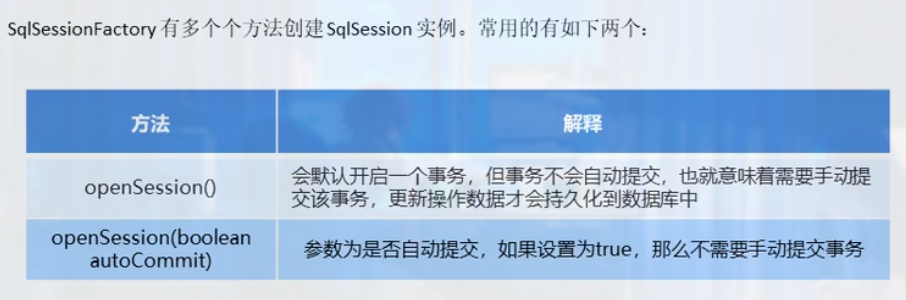 SqlSessionFactory 有多个个方法创建 SqlSession 实例。常用的有如下两个：
方法 解释
openSession() 会默认开启一个事务，但事务不会自动提交，也就意味着需要手动提
交该事务，更新操作数据才会持久化到数据库中
openSession(boolean
autoCommit) 参数为是否自动提交，如果设置为true，那么不需要手动提交事务